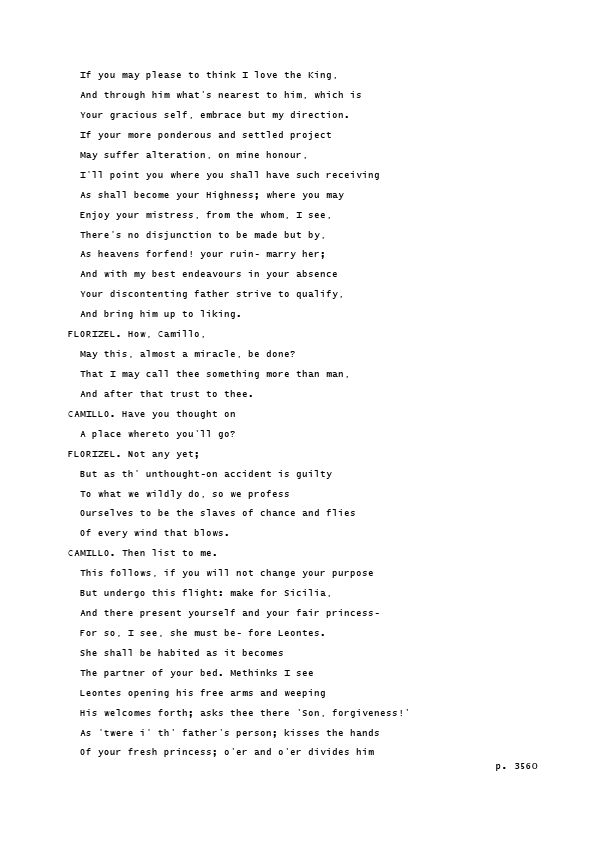 If you may please to think I love the King,
And through him what's nearest to him, which is
Your gracious self, embrace but my direction.
If your more ponderous and settled project
May suffer alteration, on mine honour,
I'll point you where you shall have such receiving
As shall become your Highness; where you may
Enjoy your mistress, from the whom, I see,
There's no disjunction to be made but by,
As heavens forfend! your ruin- marry her;
And with my best endeavours in your absence
Your discontenting father strive to qualify,
And bring him up to liking.
FLORIZEL. How, Camillo,
May this, almost a miracle, be done?
That I may call thee something more than man,
And after that trust to thee.
CAMILLO. Have you thought on
A place whereto you'll go?
FLORIZEL. Not any yet;
But as th' unthought-on accident is guilty
To what we wildly do, so we profess
Ourselves to be the slaves of chance and flies
Of every wind that blows.
CAMILLO. Then list to me.
This follows, if you will not change your purpose
But undergo this flight: make for Sicilia,
And there present yourself and your fair princess-
For so, I see, she must be- fore Leontes.
She shall be habited as it becomes
The partner of your bed. Methinks I see
Leontes opening his free arms and weeping
His welcomes forth; asks thee there 'Son, forgiveness!'
As 'twere i' th' father's person; kisses the hands
Of your fresh princess; o'er and o'er divides him
p. 3560